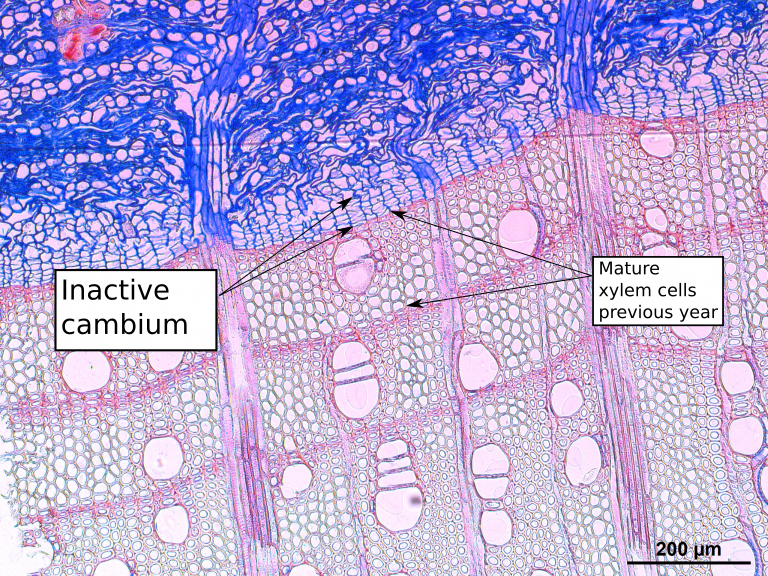 Inactive
cambium
Mature
xylem cells
previous year
200 µm